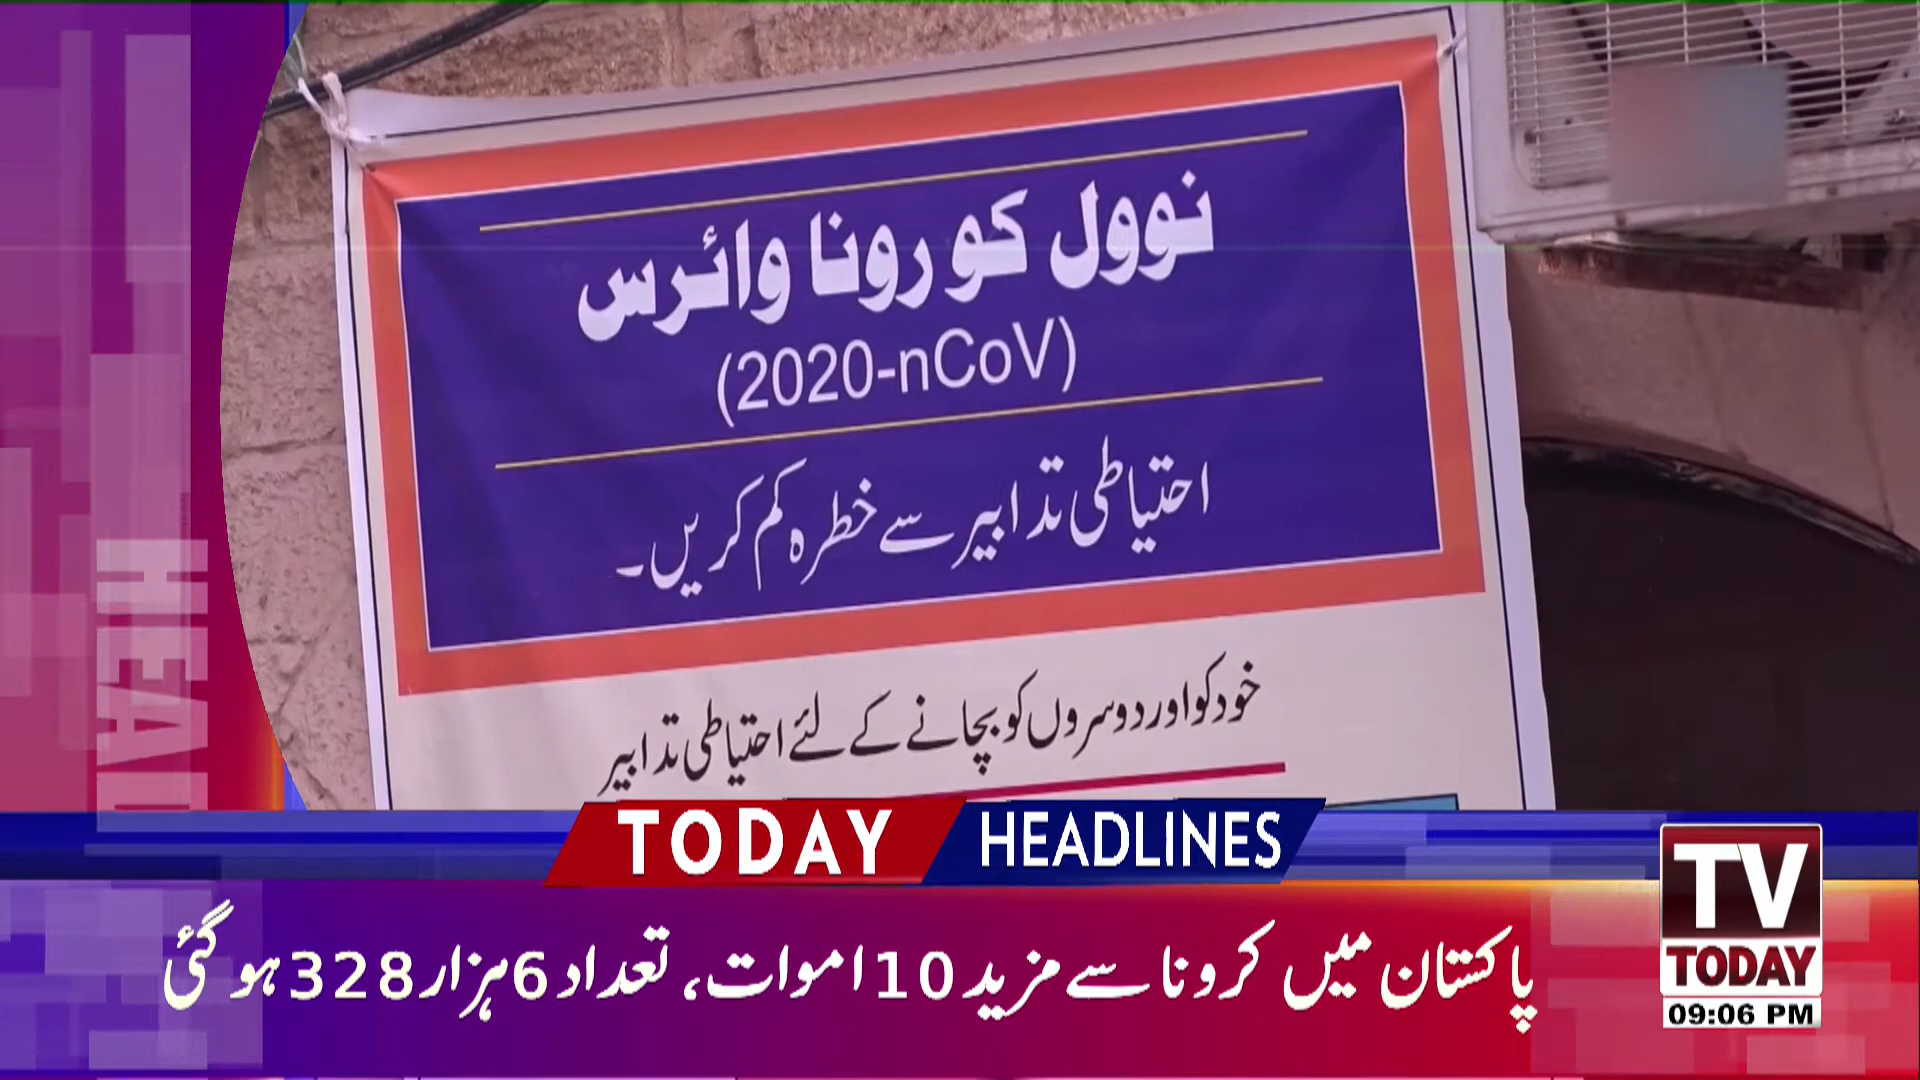 نوول کورونا وائرس
(2020-nCoV)
احتیاطی تدابیر سے خطرہ کم کریں۔
خود کو اور دوسروں کو بچانے کے لئے احتیاطی تدابیر
HEAD
TODAY HEADLINES
پاکستان میں کرونا سے مزید 10 اموات، تعداد 6 ہزار 328 ہو گئی
TV
TODAY
09:06 PM